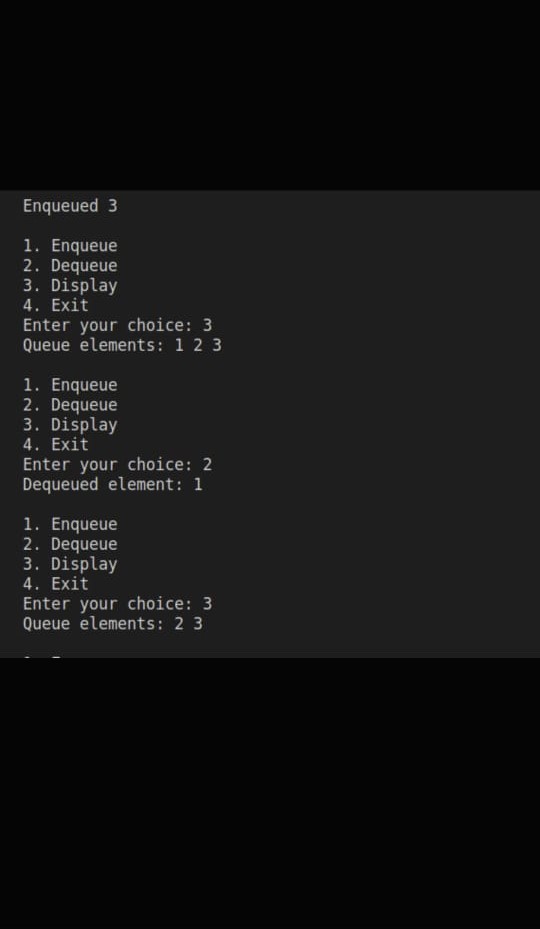 Enqueued 3
1. Enqueue
2. Dequeue
3. Display
4. Exit
Enter your choice: 3
Queue elements: 1 2 3
1. Enqueue
2. Dequeue
3. Display
4. Exit
Enter your choice: 2
Dequeued element: 1
1. Enqueue
2. Dequeue
3. Display
4. Exit
Enter your choice: 3
Queue elements: 2 3